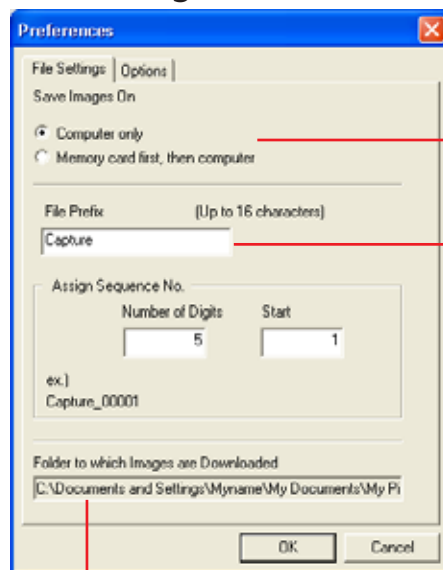 Preferences
File Settings Options
Save Images On
Computer only
Memory card first, then computer
File Prefix (Up to 16 characters)
Capture
Assign Sequence No.
Number of Digits Start
5 1
ex.)
Capture_00001
Folder to which Images are Downloaded
C:\Documents and Settings\Myname\My Documents\My Pi
OK Cancel